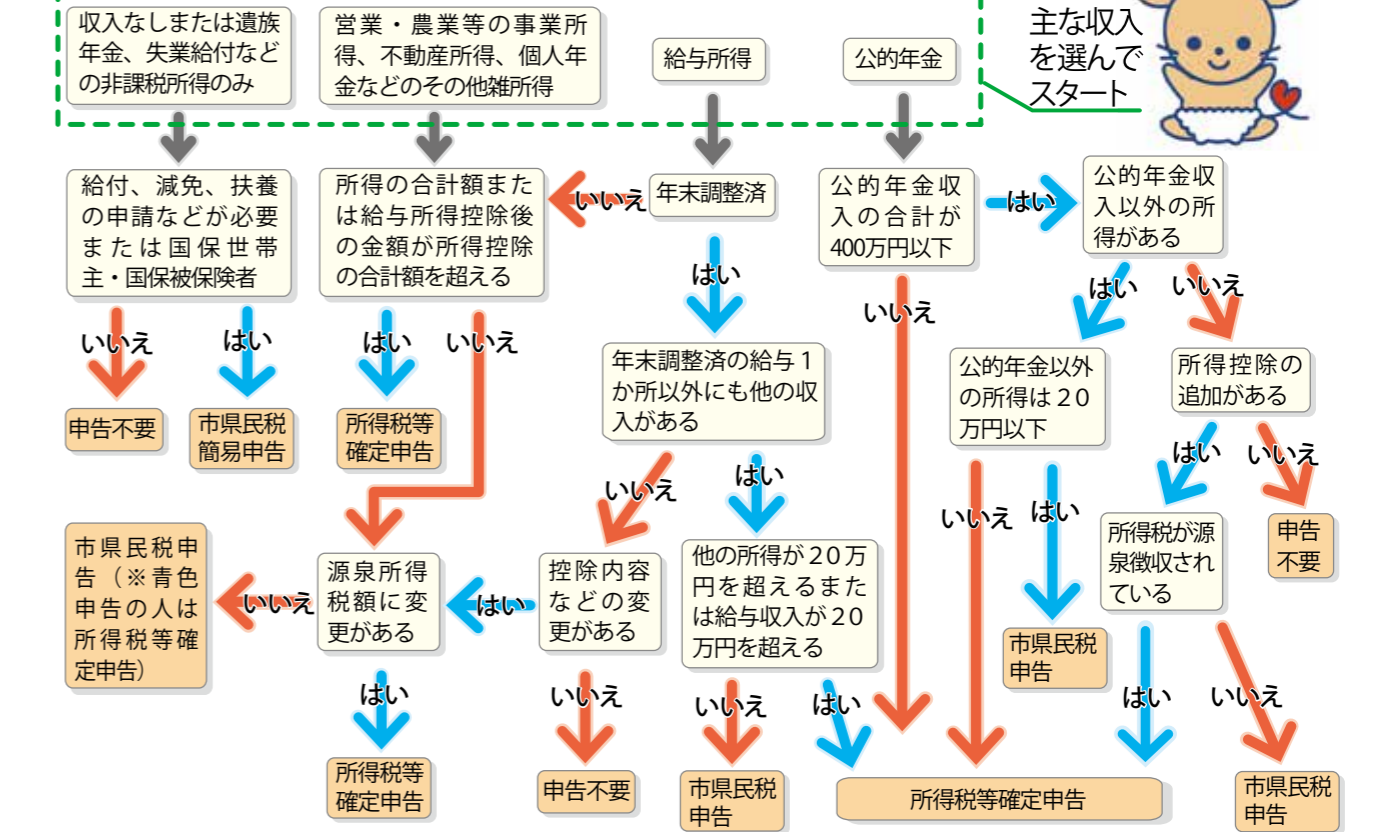 収入なしまたは遺族
年金、失業給付など
の非課税所得のみ
営業・農業等の事業所
得、不動産所得、個人年
金などのその他雑所得
給与所得
公的年金
主な収入
を選んで
スタート
給付、減免、扶養
の申請などが必要
または国保世帯
主・国保被保険者
所得の合計額また
は給与所得控除後
の金額が所得控除
の合計額を超える
いいえ
年末調整済
公的年金収
入の合計が
400万円以下
はい
公的年金収
入以外の所
得がある
いいえ
はい
はい
いいえ
はい
いいえ
はい
いいえ
申告不要
市県民税
簡易申告
所得税等
確定申告
年末調整済の給与1
か所以外にも他の収
入がある
公的年金以外
の所得は20
万円以下
所得控除の
追加がある
いいえ
はい
いいえ
はい
はい
いいえ
市県民税申
告（※青色
申告の人は
所得税等確
定申告）
いいえ
源泉所得
税額に変
更がある
はい
控除内容
などの変
更がある
他の所得が20万
円を超えるまた
は給与収入が20
万円を超える
所得税が源
泉徴収され
ている
申告
不要
市県民税
申告
はい
いいえ
いいえ
はい
はい
いいえ
所得税等
確定申告
申告不要
市県民税
申告
所得税等確定申告
市県民税
申告